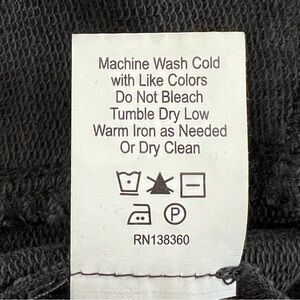 Machine Wash Cold
with Like Colors
Do Not Bleach
Tumble Dry Low
Warm Iron as Needed
Or Dry Clean
P
RN138360